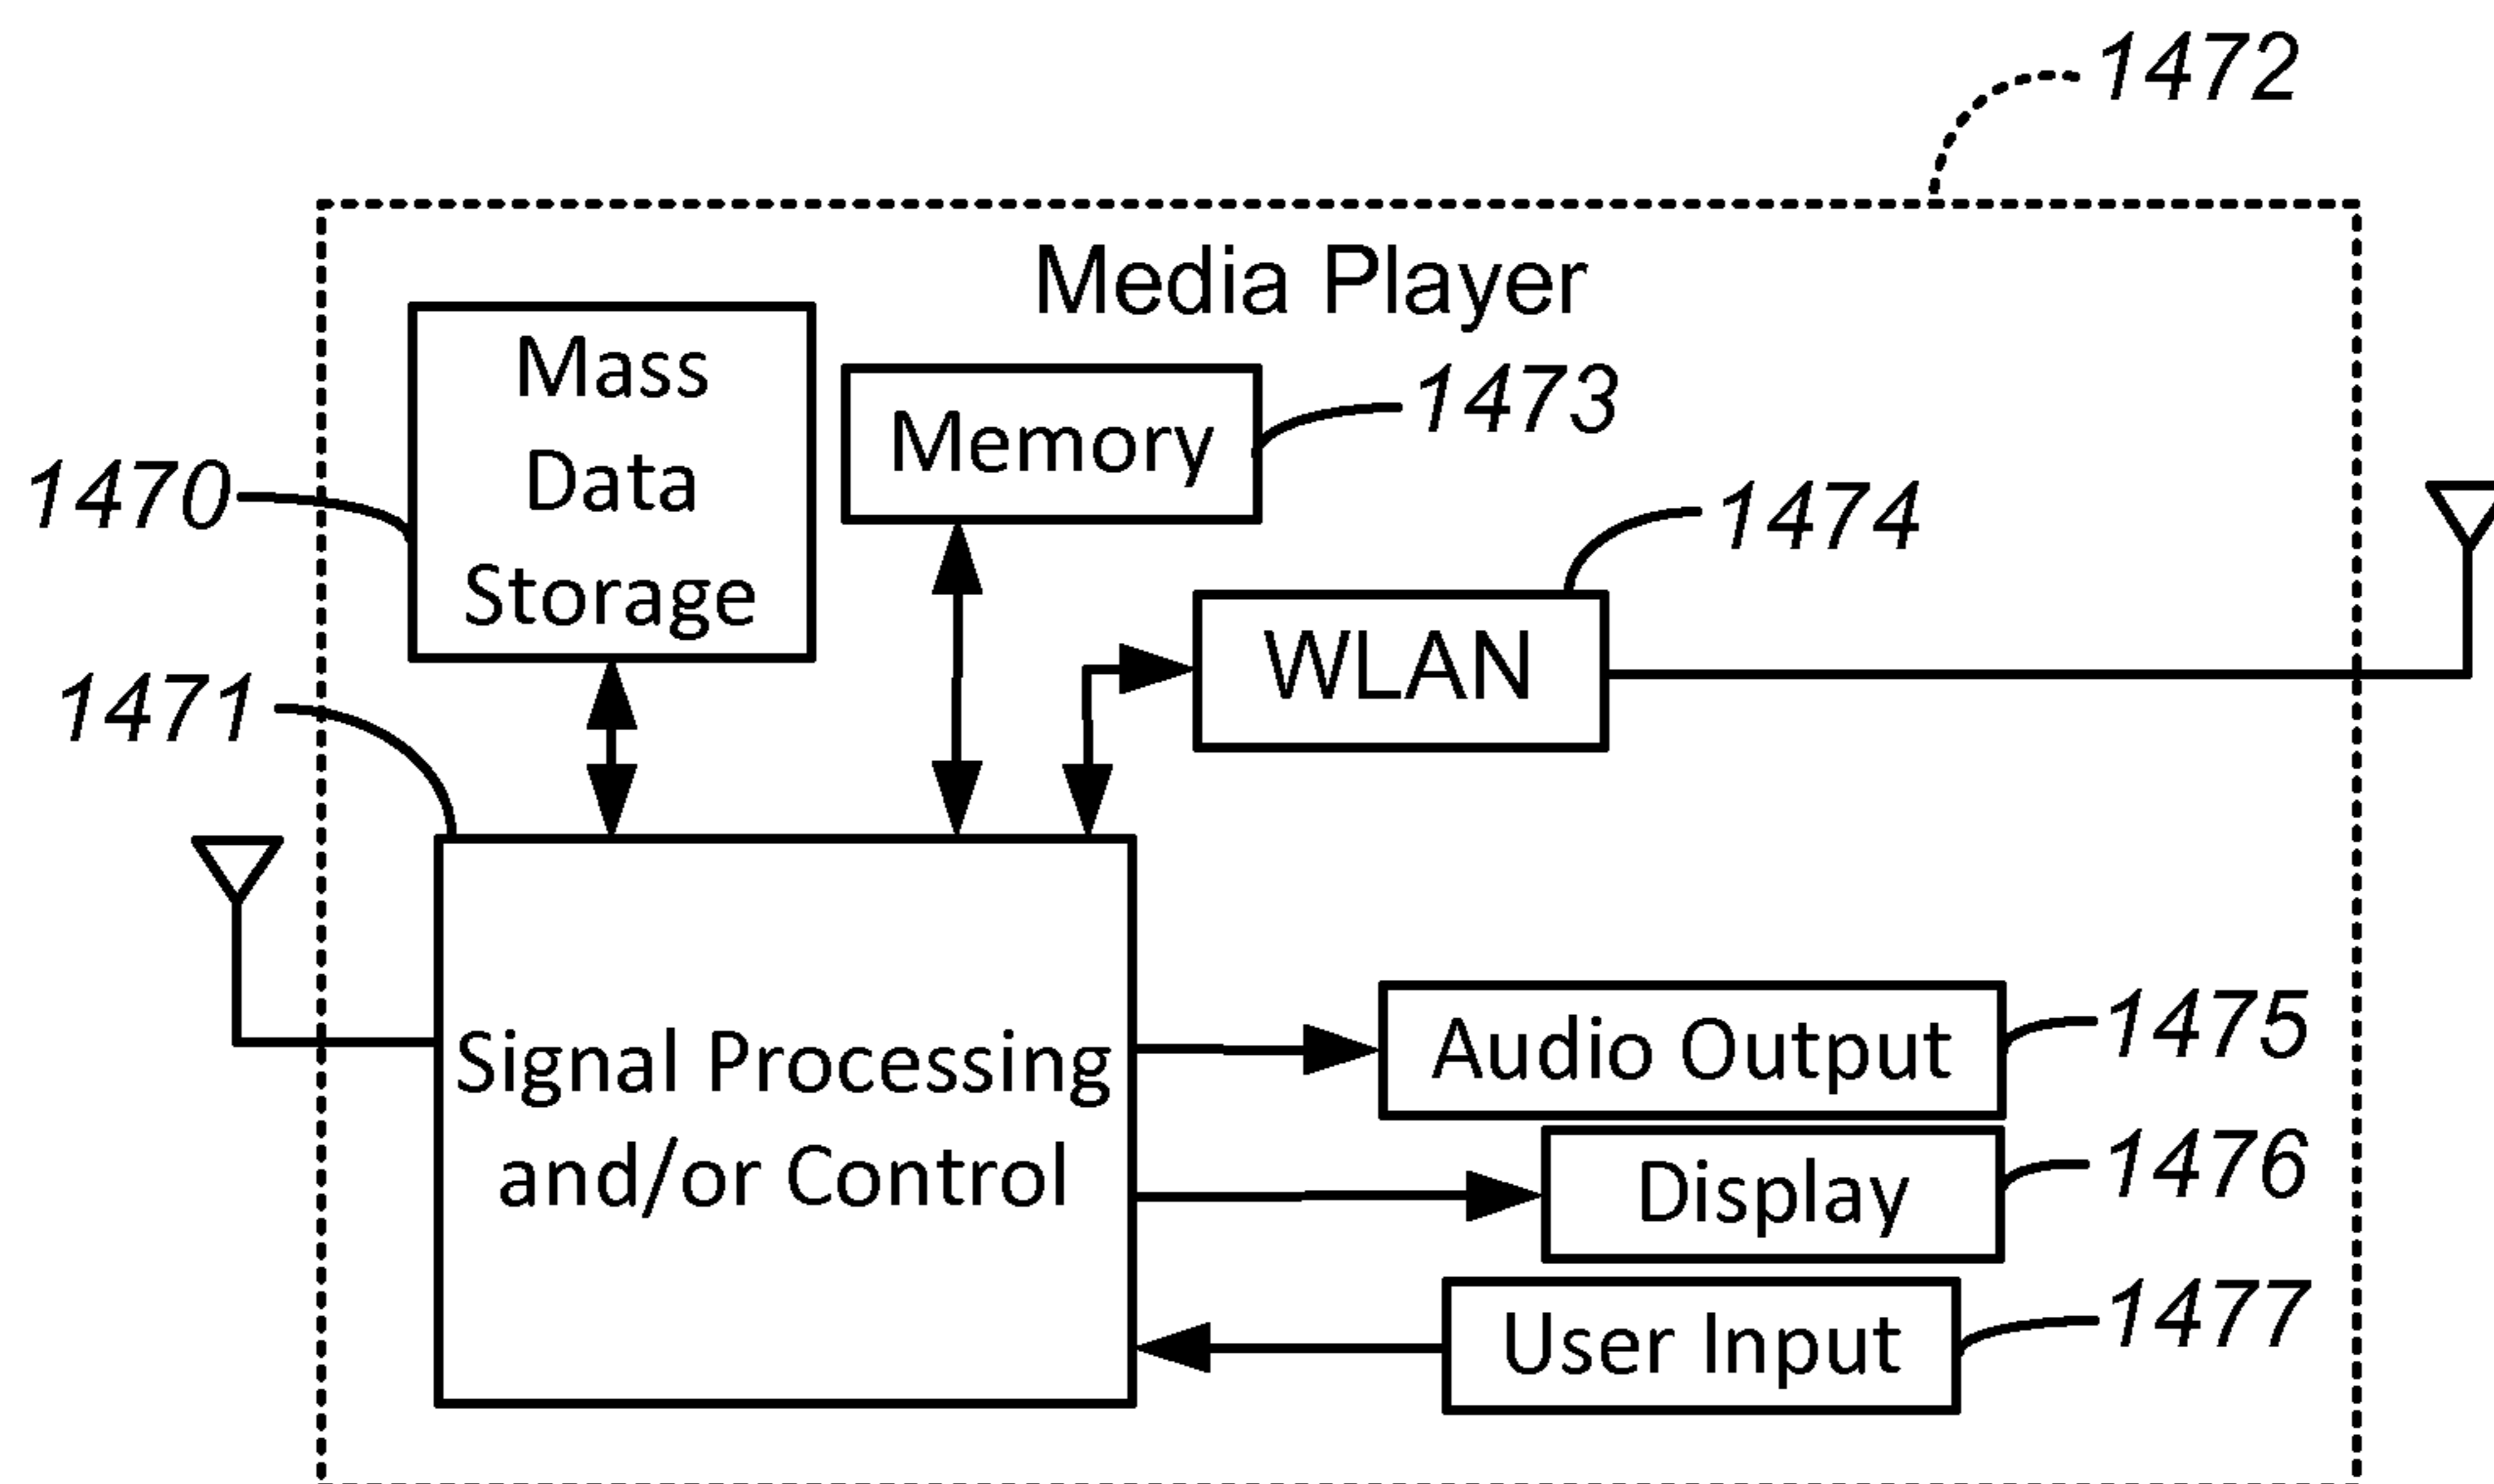 1472
Media Player
Mass
Data
Storage
Memory
1473
1470
1474
WLAN
1471
Signal Processing
and/or Control
Audio Output
1475
Display
1476
User Input
1477